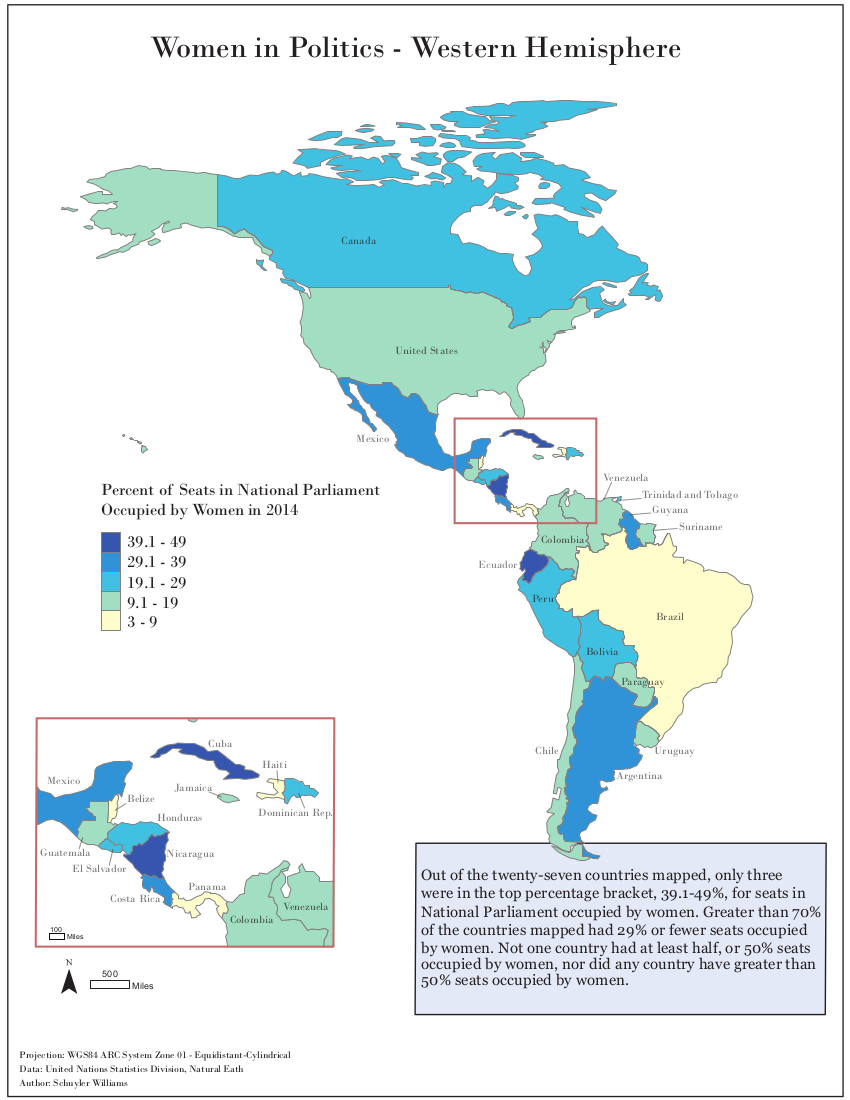 Women in Politics - Western Hemisphere
Canada
United States
Mexico
Venezuela
Trinidad and Tobago
Guyana
Suriname
Colombia
Ecuador
Peru
Brazil
Bolivia
Paraguay
Chile
Uruguay
Argentina
Percent of Seats in National Parliament
Occupied by Women in 2014
39.1 - 49
29.1 - 39
19.1 - 29
9.1 - 19
3 - 9
Cuba
Mexico
Haiti
Jamaica
Belize
Dominican Rep.
Honduras
Guatemala
Nicaragua
El Salvador
Panama
Costa Rica
Venezuela
Colombia
100
Miles
N
500
Miles
Out of the twenty-seven countries mapped, only three
were in the top percentage bracket, 39.1-49%, for seats in
National Parliament occupied by women. Greater than 70%
of the countries mapped had 29% or fewer seats occupied
by women. Not one country had at least half, or 50% seats
occupied by women, nor did any country have greater than
50% seats occupied by women.
Projection: WGS84 ARC System Zone 01 - Equidistant-Cylindrical
Data: United Nations Statistics Division, Natural Eath
Author: Schuyler Williams